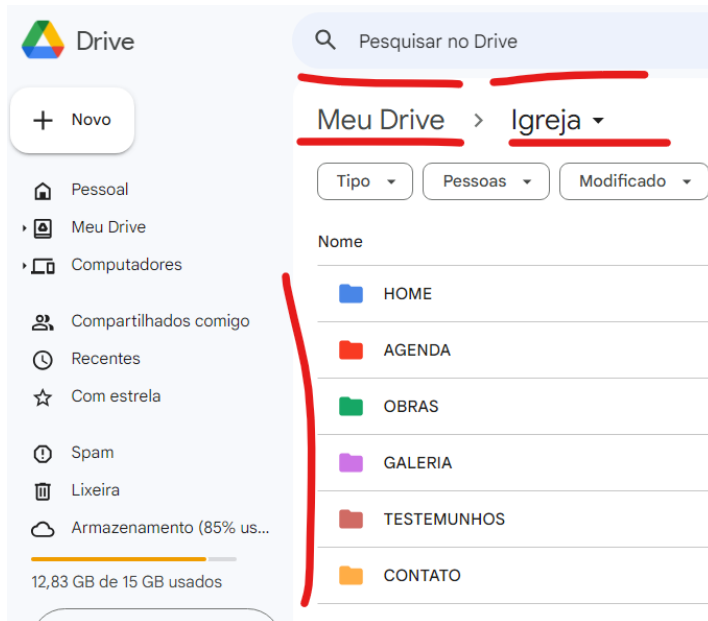 Drive
Pesquisar no Drive
Novo
Meu Drive > Igreja
Tipo Pessoas Modificado
Pessoal
Meu Drive
Computadores
Compartilhados comigo
Recentes
Com estrela
Spam
Lixeira
Armazenamento (85% us...
12,83 GB de 15 GB usados
Nome
HOME
AGENDA
OBRAS
GALERIA
TESTEMUNHOS
CONTATO